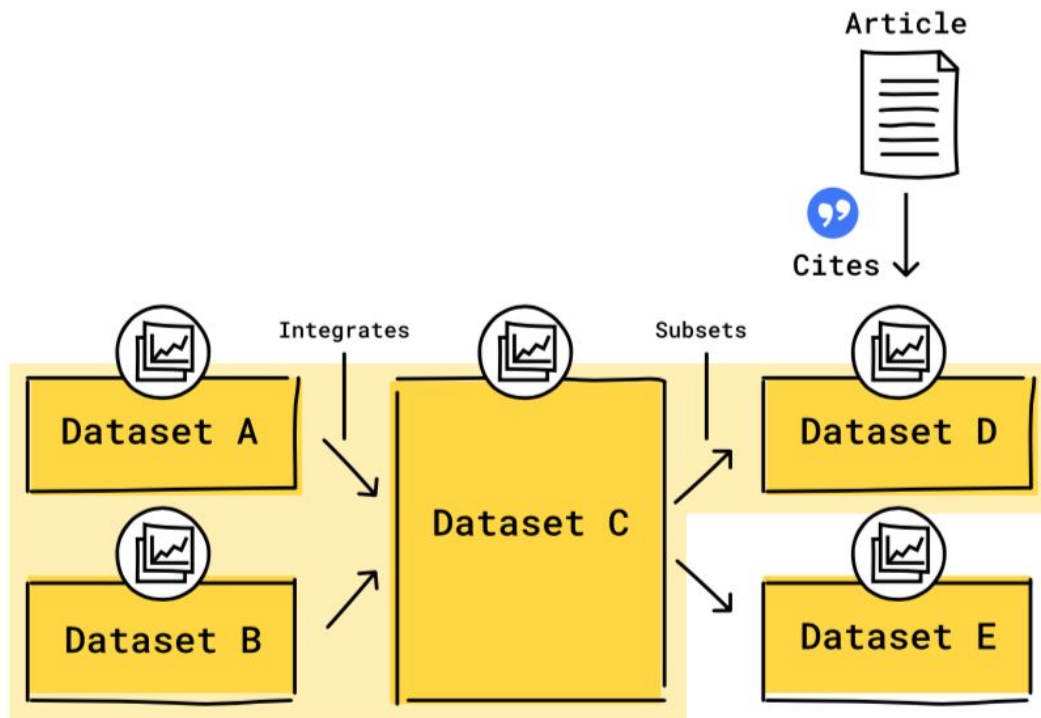 Article
Cites
Integrates
Subsets
Dataset A
Dataset B
Dataset C
Dataset D
Dataset E